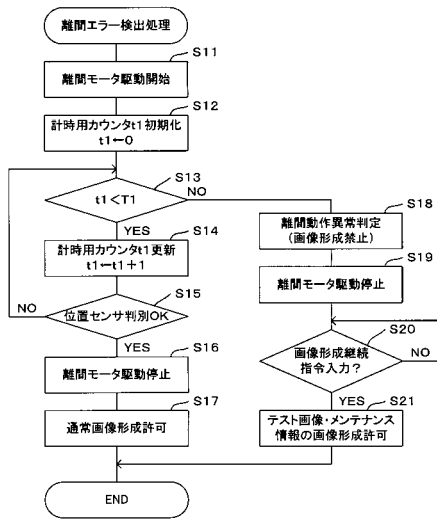 離間エラー検出処理
S11
離間モータ駆動開始
S12
計時用カウンタt1初期化
t1←0
S13
t1<T1
NO
YES
S14
計時用カウンタt1更新
t1←t1+1
S15
位置センサ判別OK
NO
YES
S16
離間モータ駆動停止
S17
通常画像形成許可
S18
離間動作異常判定
(画像形成禁止)
S19
離間モータ駆動停止
S20
画像形成継続
指令入力?
NO
YES
S21
テスト画像・メンテナンス
情報の画像形成許可
END